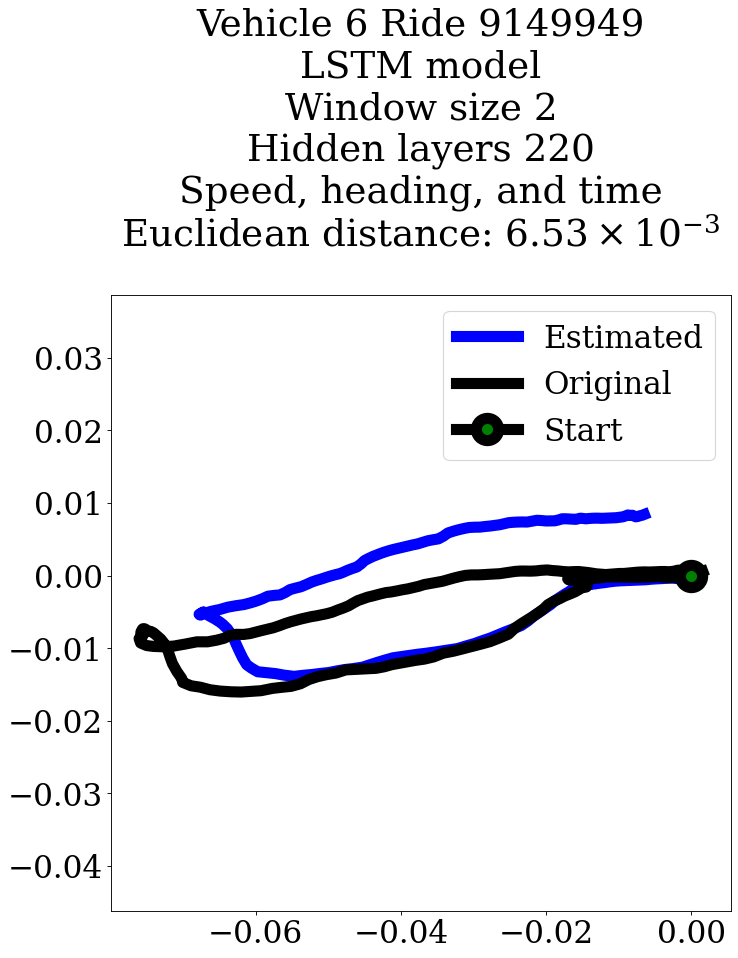 Vehicle 6 Ride 9149949
LSTM model
Window size 2
Hidden layers 220
Speed, heading, and time
Euclidean distance: 6.53 × 10⁻³
Estimated
Original
Start
0.03
0.02
0.01
0.00
−0.01
−0.02
−0.03
−0.04
−0.06 −0.04 −0.02 0.00